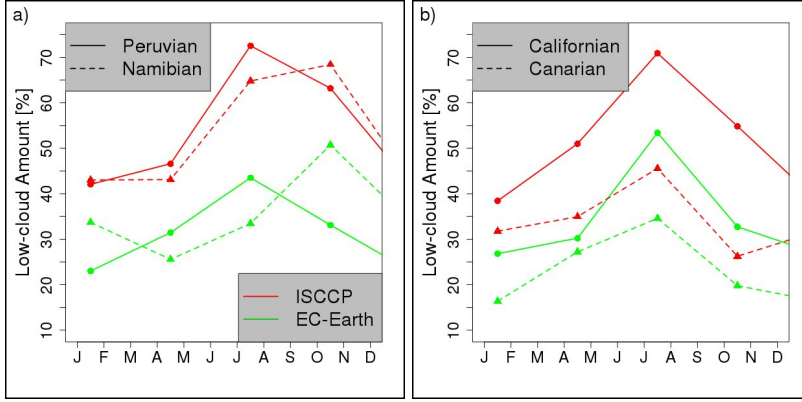 a)
Peruvian
Namibian
Low-cloud Amount [%]
70
60
50
40
30
20
10
ISCCP
EC-Earth
J F M A J J A S O N D
b)
Californian
Canarian
Low-cloud Amount [%]
70
60
50
40
30
20
10
J F M A J J A S O N D